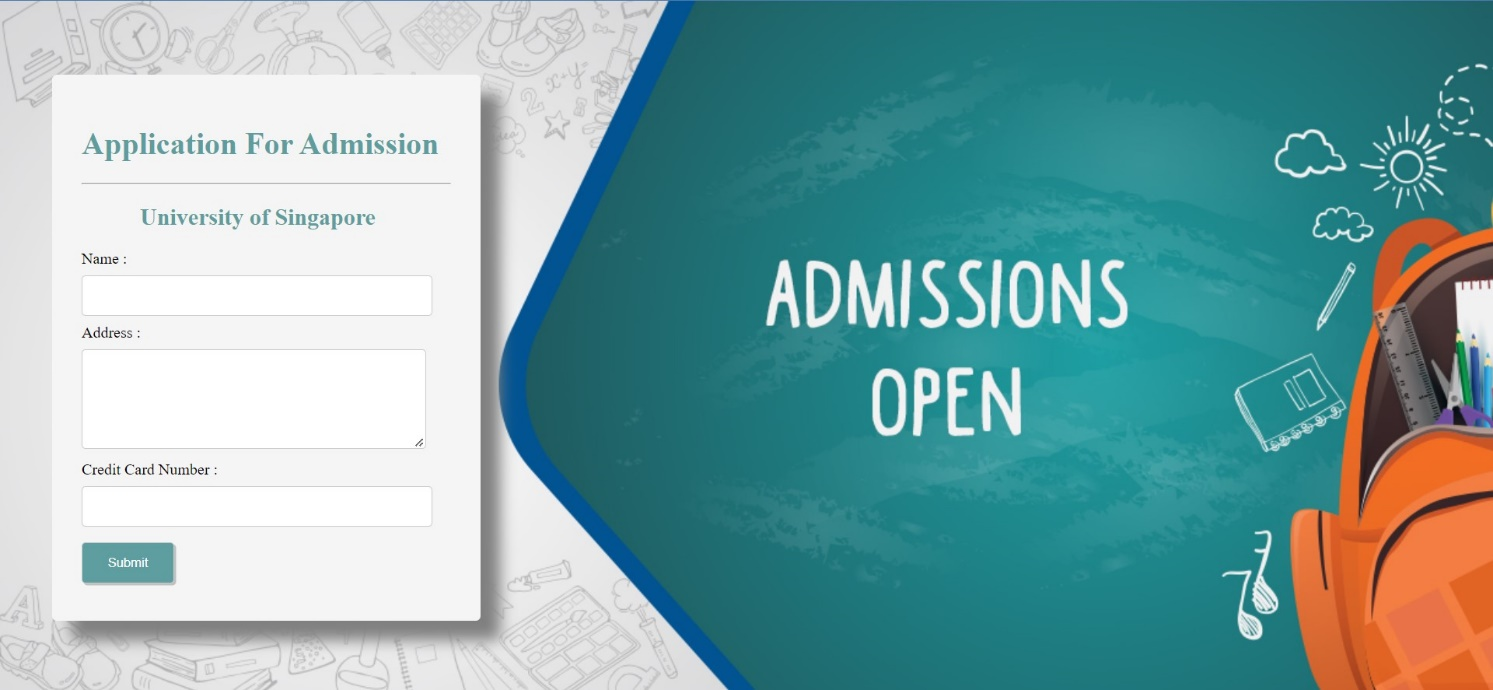 Application For Admission
University of Singapore
Name :
Address :
Credit Card Number :
Submit
ADMISSIONS
OPEN